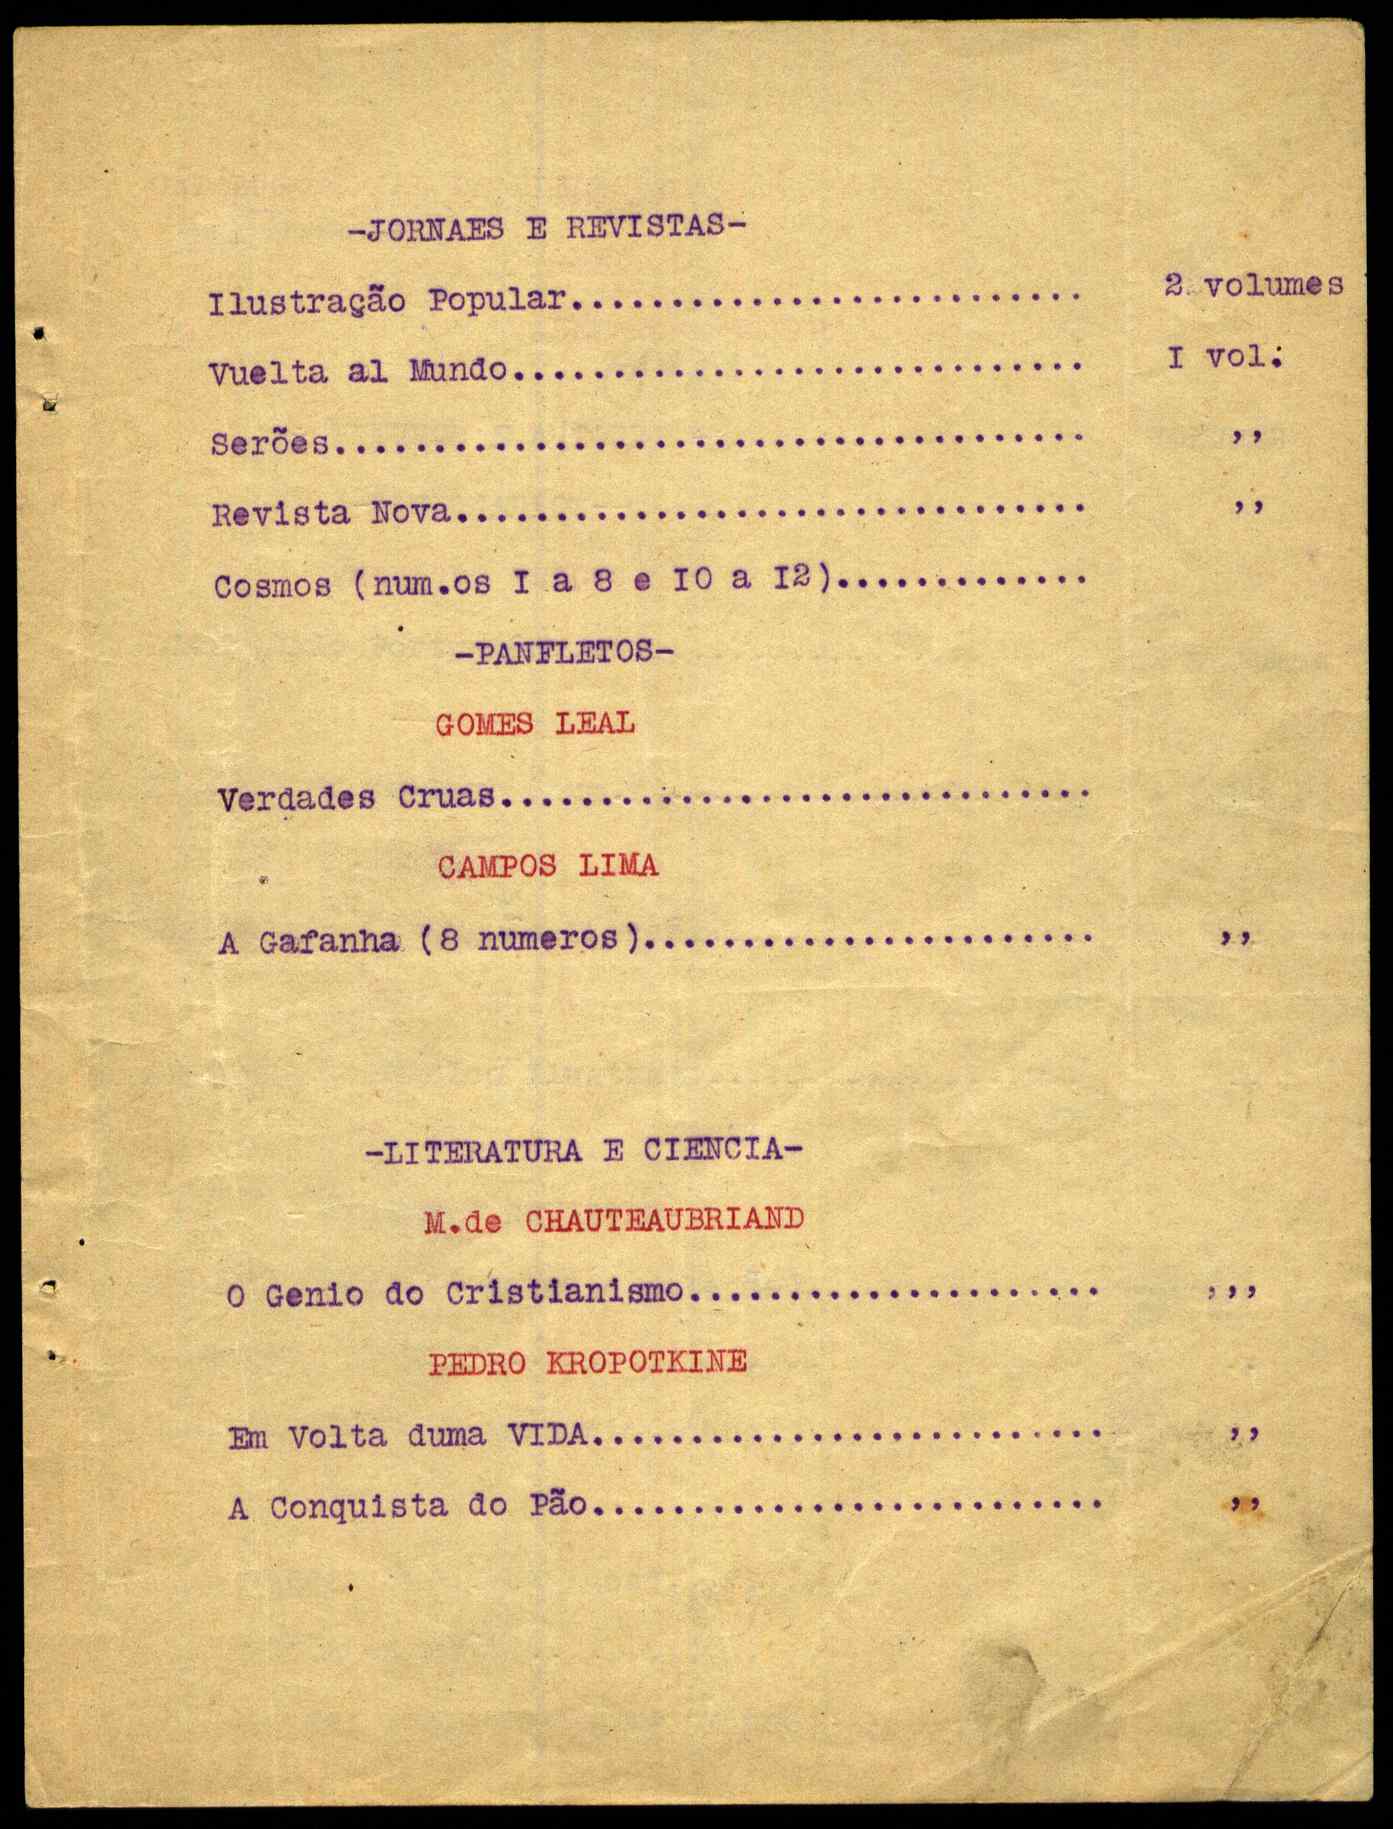 -JORNAES E REVISTAS-
Ilustração Popular.......................... 2 volumes
Vuelta al Mundo............................. I vol.
Serões...................................... ,,
Revista Nova................................ ,,
Cosmos (num.os I a 8 e IO a I2).............
-PANFLETOS-
GOMES LEAL
Verdades Cruas..............................
CAMPOS LIMA
A Gafanha (8 numeros)....................... ,,
-LITERATURA E CIENCIA-
M.de CHAUTEAUBRIAND
O Genio do Cristianismo..................... ,,,
PEDRO KROPOTKINE
Em Volta duma VIDA.......................... ,,
A Conquista do Pão.......................... ,,